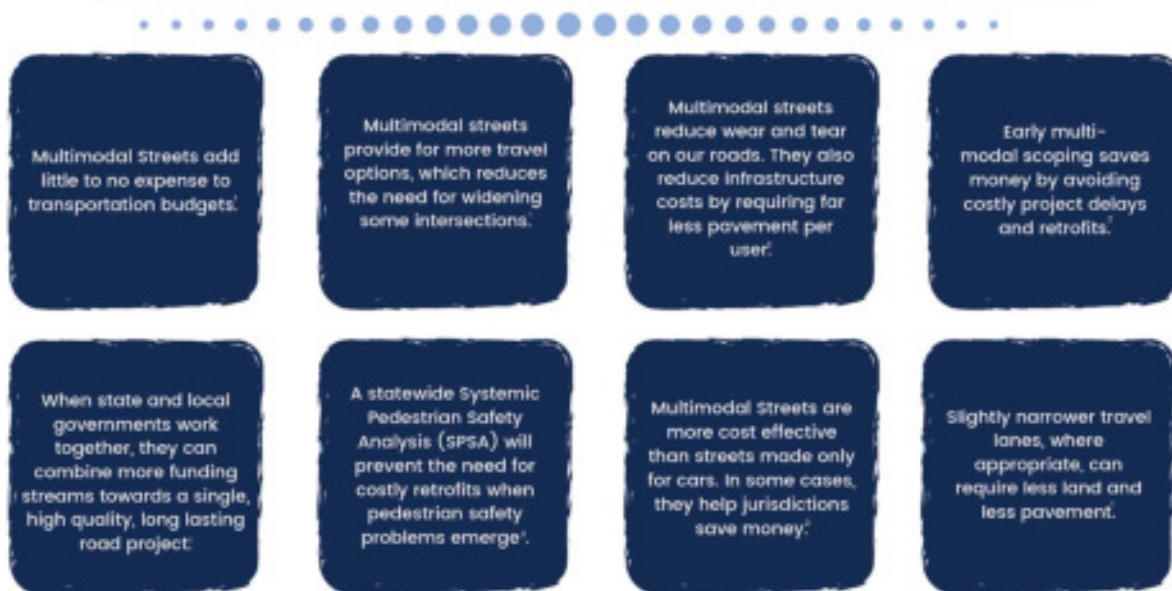 Multimodal Streets add
little to no expense to
transportation budgets.
Multimodal streets
provide for more travel
options, which reduces
the need for widening
some intersections.
Multimodal streets
reduce wear and tear
on our roads. They also
reduce infrastructure
costs by requiring far
less pavement per
user.
Early multi-
modal scoping saves
money by avoiding
costly project delays
and retrofits.
When state and local
governments work
together, they can
combine more funding
streams towards a single,
high quality, long lasting
road project.
A statewide Systemic
Pedestrian Safety
Analysis (SPSA) will
prevent the need for
costly retrofits when
pedestrian safety
problems emerge.
Multimodal Streets are
more cost effective
than streets made only
for cars. In some cases,
they help jurisdictions
save money.
Slightly narrower travel
lanes, where
appropriate, can
require less land and
less pavement.